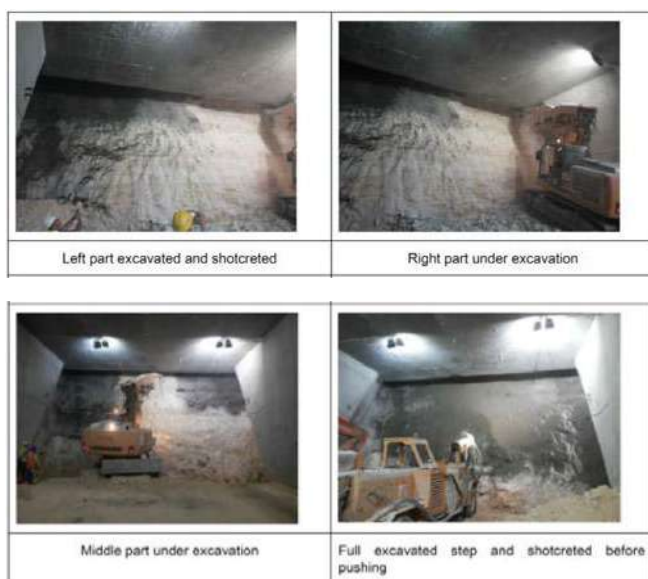 Left part excavated and shotcreted
Right part under excavation
Middle part under excavation
Full excavated step and shotcreted before
pushing